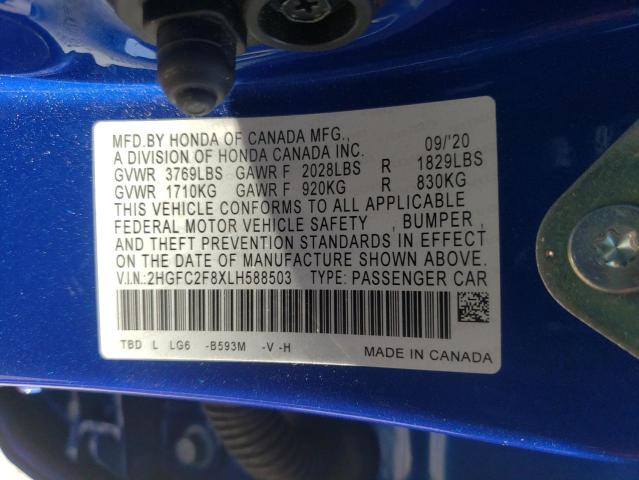 MFD.BY HONDA OF CANADA MFG., 09/'20
A DIVISION OF HONDA CANADA INC.
GVWR 3769LBS GAWR F 2028LBS R 1829LBS
GVWR 1710KG GAWR F 920KG R 830KG
THIS VEHICLE CONFORMS TO ALL APPLICABLE
FEDERAL MOTOR VEHICLE SAFETY , BUMPER ,
AND THEFT PREVENTION STANDARDS IN EFFECT
ON THE DATE OF MANUFACTURE SHOWN ABOVE.
V.I.N.:2HGFC2F8XLH588503 TYPE: PASSENGER CAR
TBD L LG6 -B593M -V -H
MADE IN CANADA